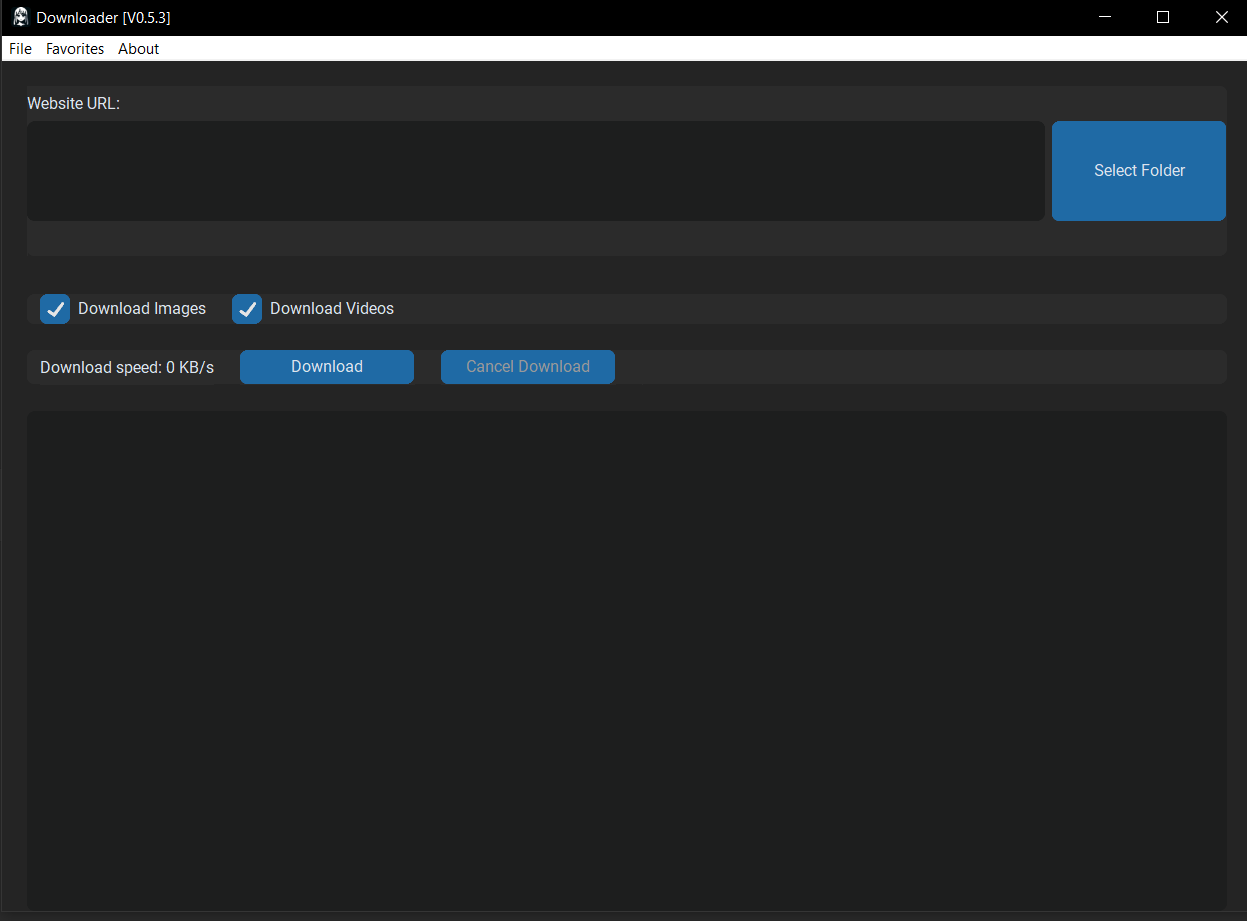 Downloader [V0.5.3]
File Favorites About
Website URL:
Select Folder
Download Images Download Videos
Download speed: 0 KB/s Download Cancel Download